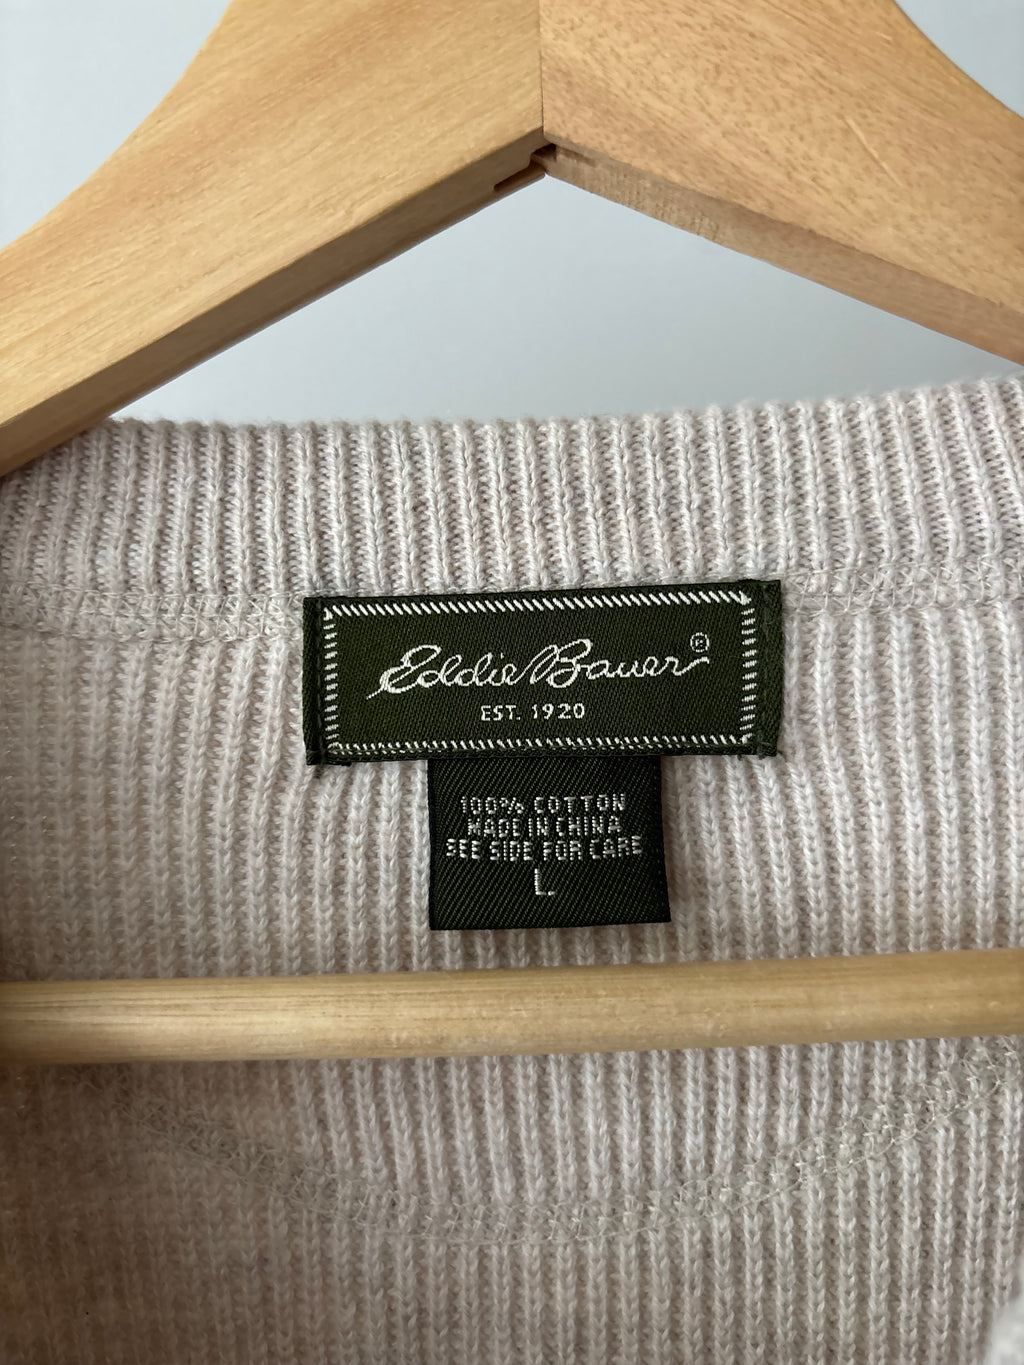 Eddie Bauer®
EST. 1920
100% COTTON
MADE IN CHINA
SEE SIDE FOR CARE
L